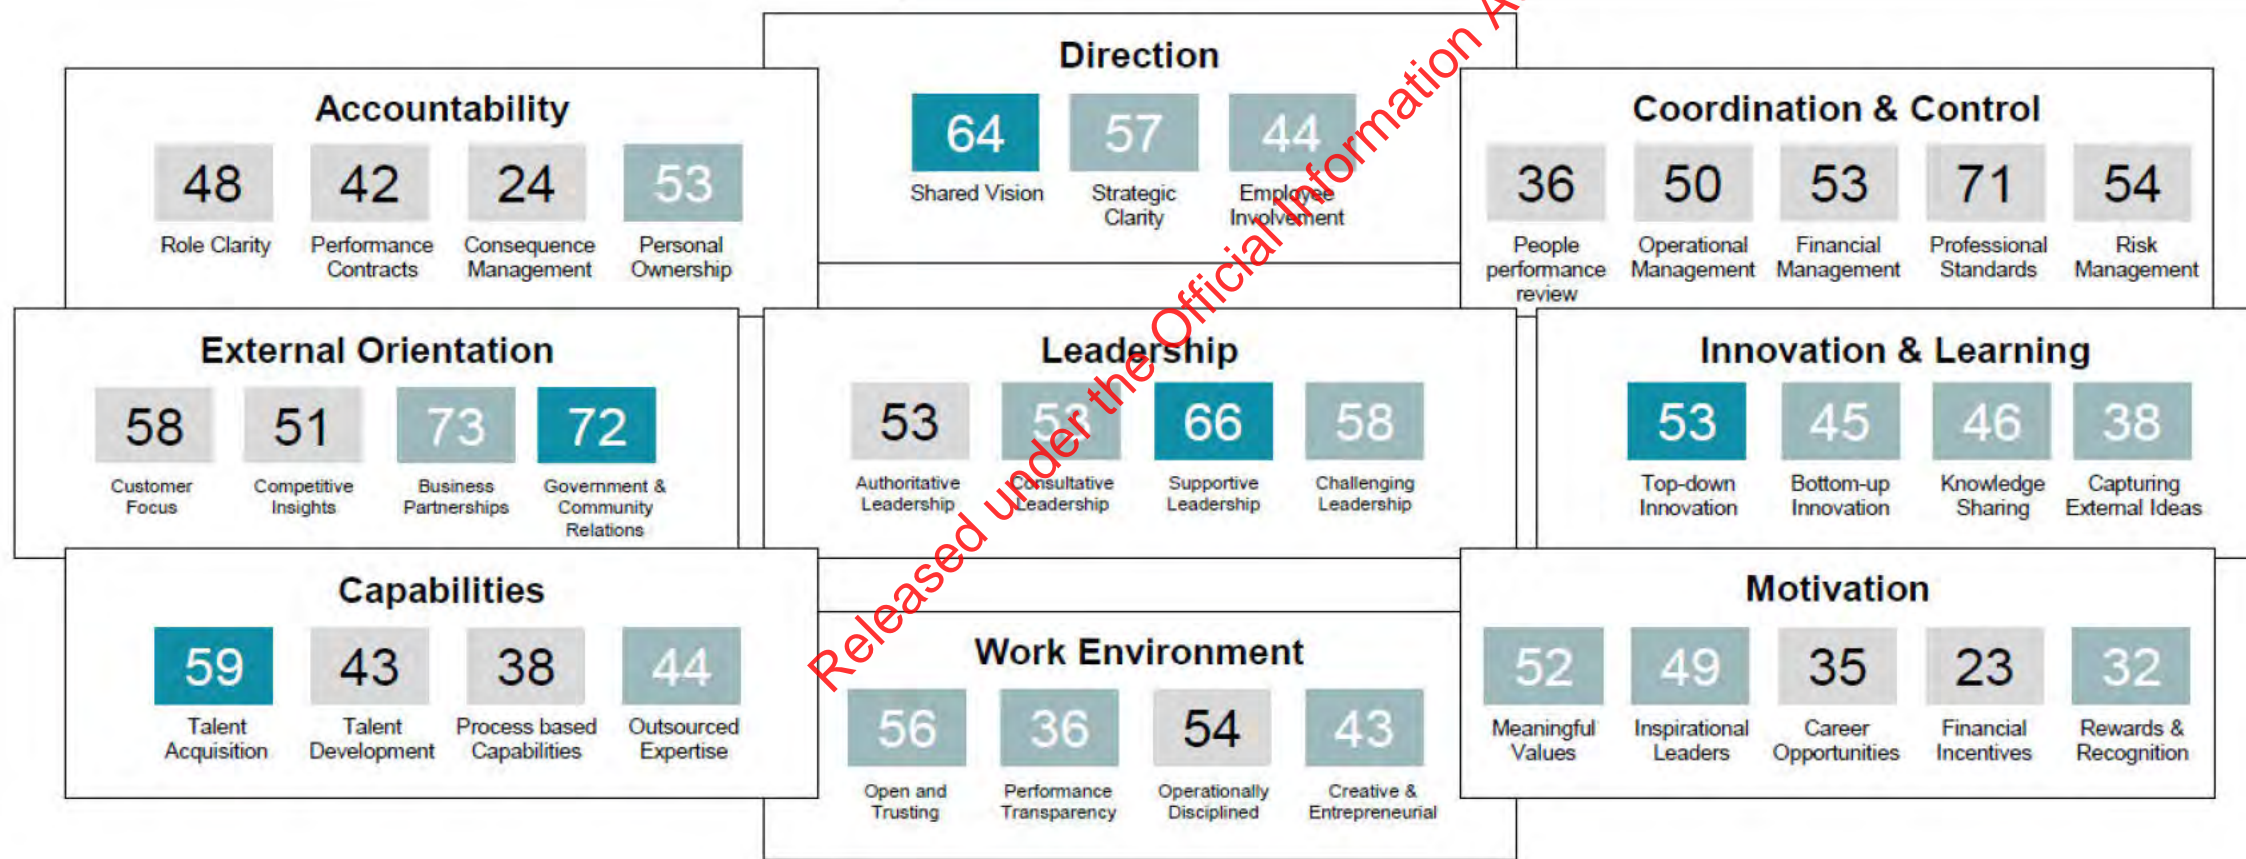 Direction
64 57 44
Shared Vision Strategic Clarity Employee Involvement
Accountability
48 42 24 53
Role Clarity Performance Contracts Consequence Management Personal Ownership
Coordination & Control
36 50 53 71 54
People performance review Operational Management Financial Management Professional Standards Risk Management
External Orientation
58 51 73 72
Customer Focus Competitive Insights Business Partnerships Government & Community Relations
Leadership
53 53 66 58
Authoritative Leadership Consultative Leadership Supportive Leadership Challenging Leadership
Innovation & Learning
53 45 46 38
Top-down Innovation Bottom-up Innovation Knowledge Sharing Capturing External Ideas
Capabilities
59 43 38 44
Talent Acquisition Talent Development Process based Capabilities Outsourced Expertise
Work Environment
56 36 54 43
Open and Trusting Performance Transparency Operationally Disciplined Creative & Entrepreneurial
Motivation
52 49 35 23 32
Meaningful Values Inspirational Leaders Career Opportunities Financial Incentives Rewards & Recognition
Released under the Official Information